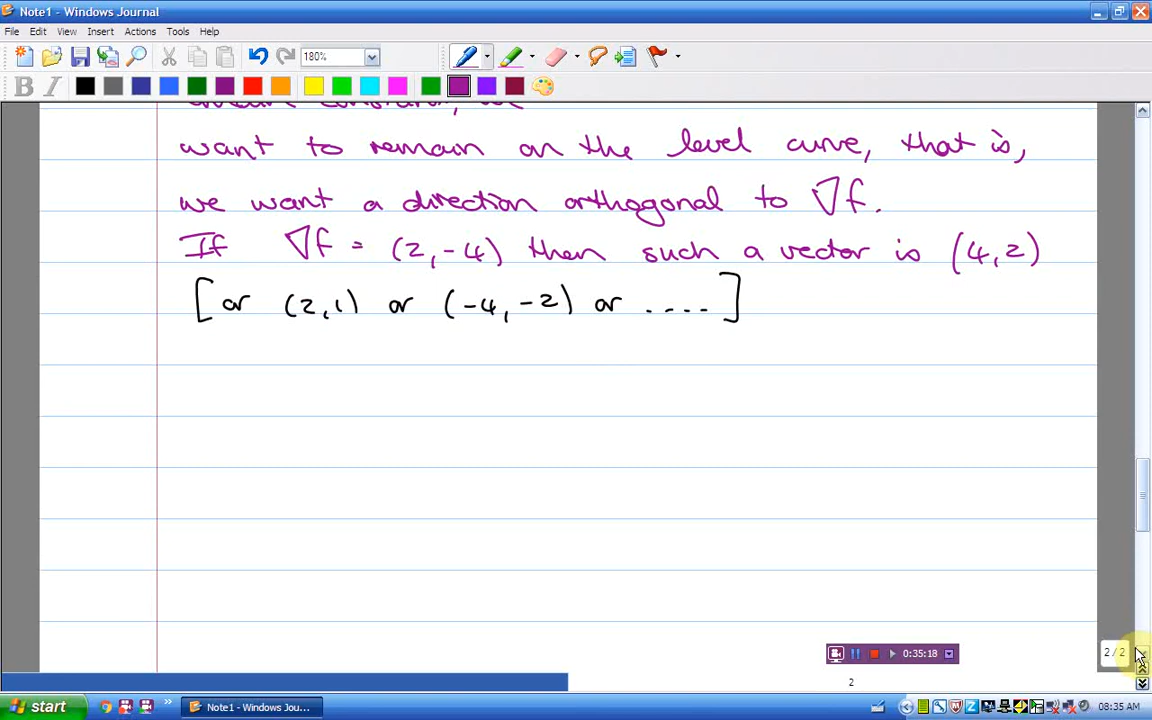 Note1 - Windows Journal
File Edit View Insert Actions Tools Help
180%
B I
want to remain on the level curve, that is,
we want a direction orthogonal to ∇f.
If ∇f = (2,-4) then such a vector is (4,2)
[or (2,1) or (-4,-2) or ....]
0:35:18
2 / 2
2
start
Note1 - Windows Jou...
08:35 AM